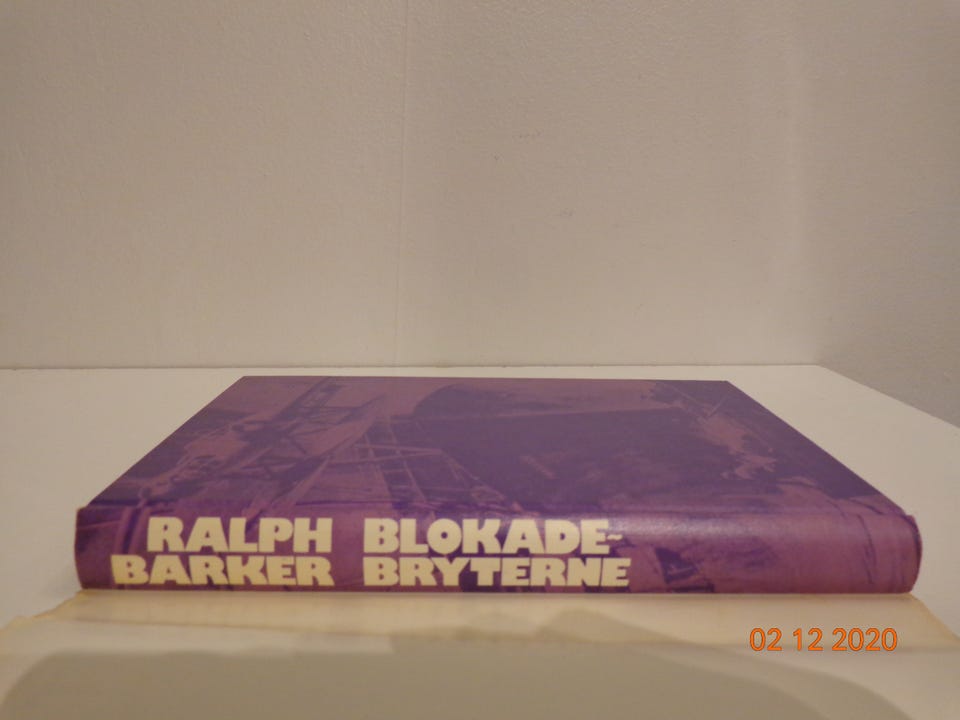 RALPH
BARKER
BLOKADE-
BRYTERNE
02 12 2020